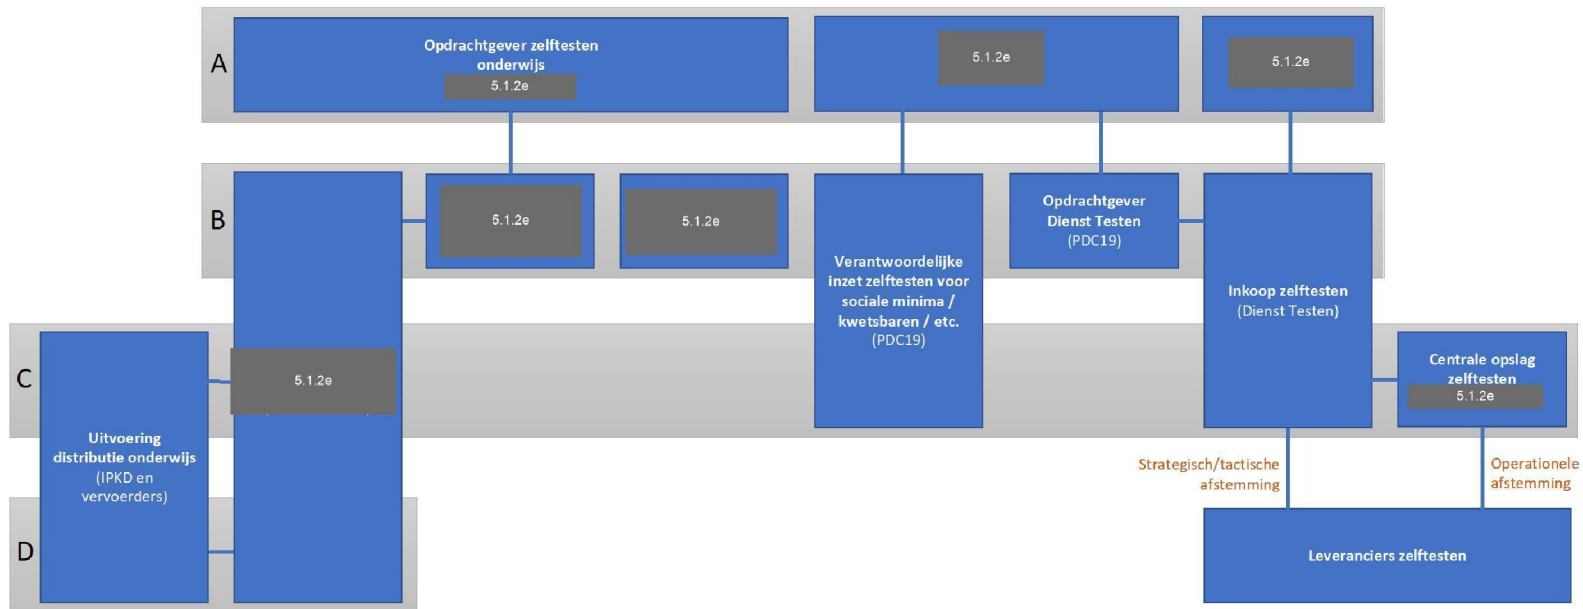 A
Opdrachtgever zelftesten
onderwijs
5.1.2e
5.1.2e
5.1.2e
B
5.1.2e
5.1.2e
Verantwoordelijke
inzet zelftesten voor
sociale minima /
kwetsbaren / etc.
(PDC19)
Opdrachtgever
Dienst Testen
(PDC19)
Inkoop zelftesten
(Dienst Testen)
C
5.1.2e
Centrale opslag
zelftesten
5.1.2e
Uitvoering
distributie onderwijs
(IPKD en
vervoerders)
Strategisch/tactische
afstemming
Operationele
afstemming
D
Leveranciers zelftesten